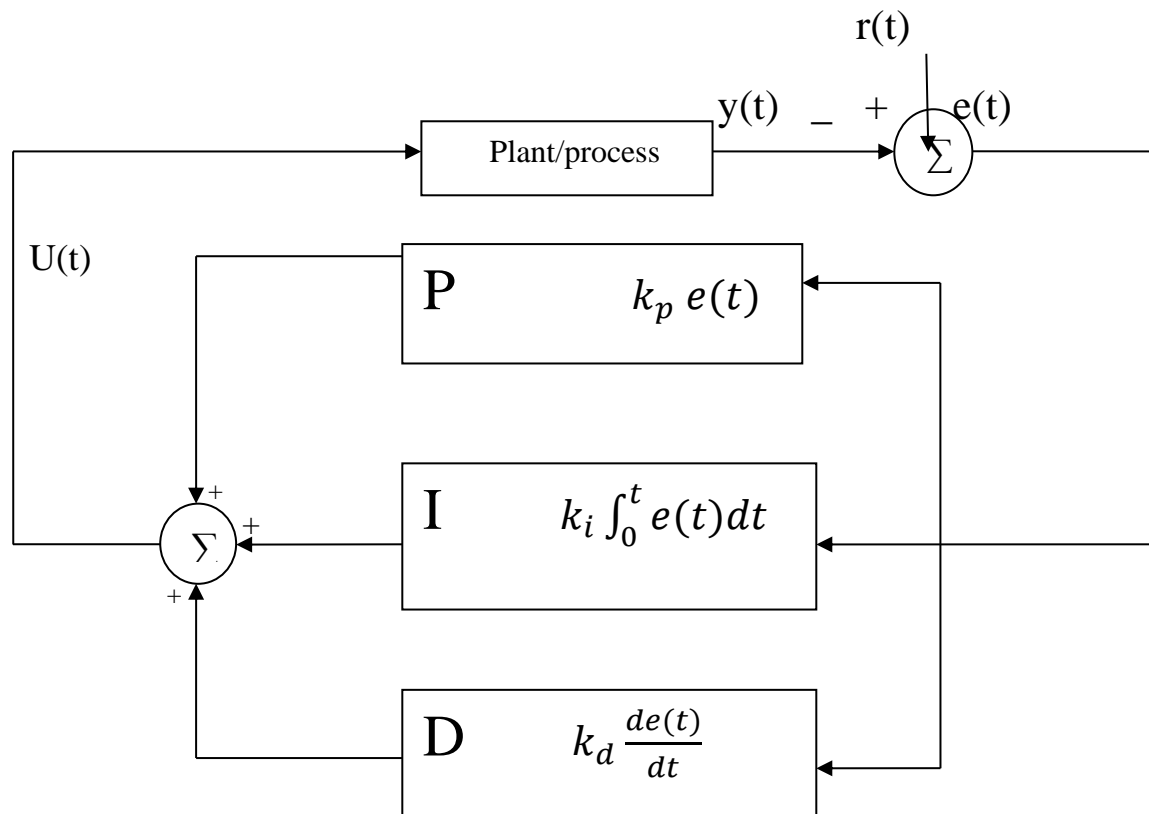 r(t)
y(t) − + e(t)
Plant/process
∑
U(t)
P k_p e(t)
I k_i ∫_0^t e(t)dt
+
+
∑
+
D k_d de(t)/dt